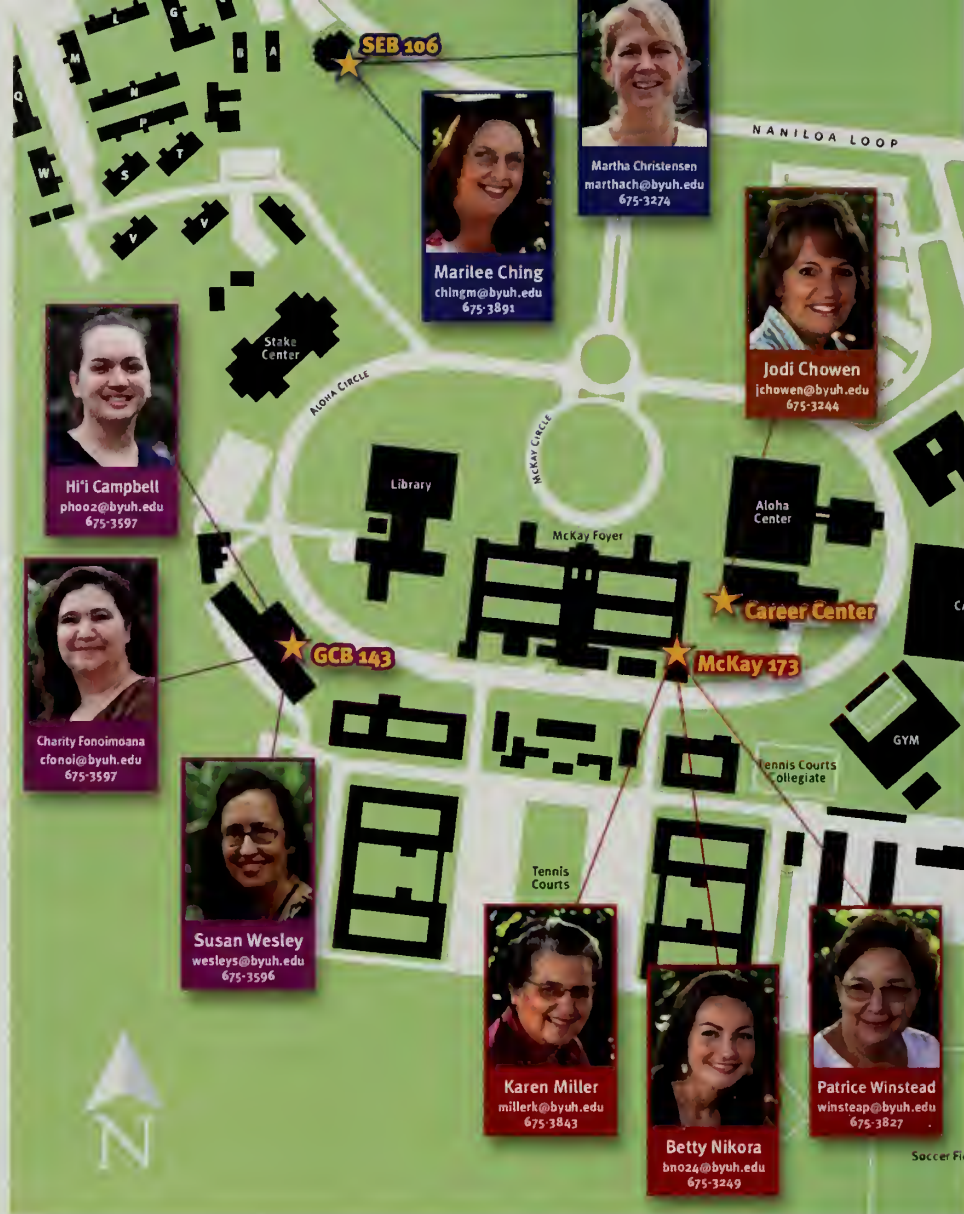 L
G
M
B
A
Q
N
P
W
S
T
V
V
SEB 106
Martha Christensen
marthach@byuh.edu
675-3274
NANILOA LOOP
Marilee Ching
chingm@byuh.edu
675-3891
Jodi Chowen
jchowen@byuh.edu
675-3244
Stake
Center
ALOHA CIRCLE
MCKAY CIRCLE
Hi'i Campbell
phoo2@byuh.edu
675-3597
Library
Aloha
Center
McKay Foyer
Career Center
GCB 143
McKay 173
Charity Fonoimoana
cfonoi@byuh.edu
675-3597
GYM
Tennis Courts
Collegiate
Tennis
Courts
Susan Wesley
wesleys@byuh.edu
675-3596
Karen Miller
millerk@byuh.edu
675-3843
Betty Nikora
bno24@byuh.edu
675-3249
Patrice Winstead
winsteap@byuh.edu
675-3827
N
Soccer Fi